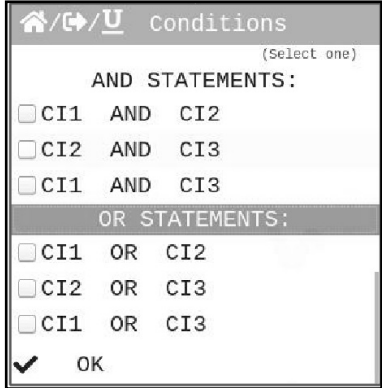 / / U Conditions
(Select one)
AND STATEMENTS:
CI1 AND CI2
CI2 AND CI3
CI1 AND CI3
OR STATEMENTS:
CI1 OR CI2
CI2 OR CI3
CI1 OR CI3
OK